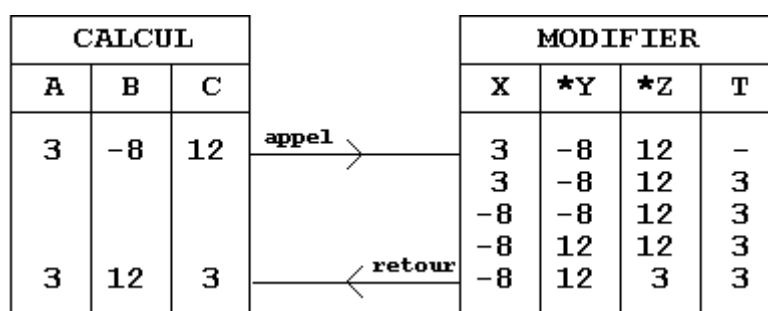 CALCUL MODIFIER
A B C X *Y *Z T
3 -8 12 appel 3 -8 12 -
3 -8 12 3
-8 -8 12 3
-8 12 12 3
3 12 3 retour -8 12 3 3